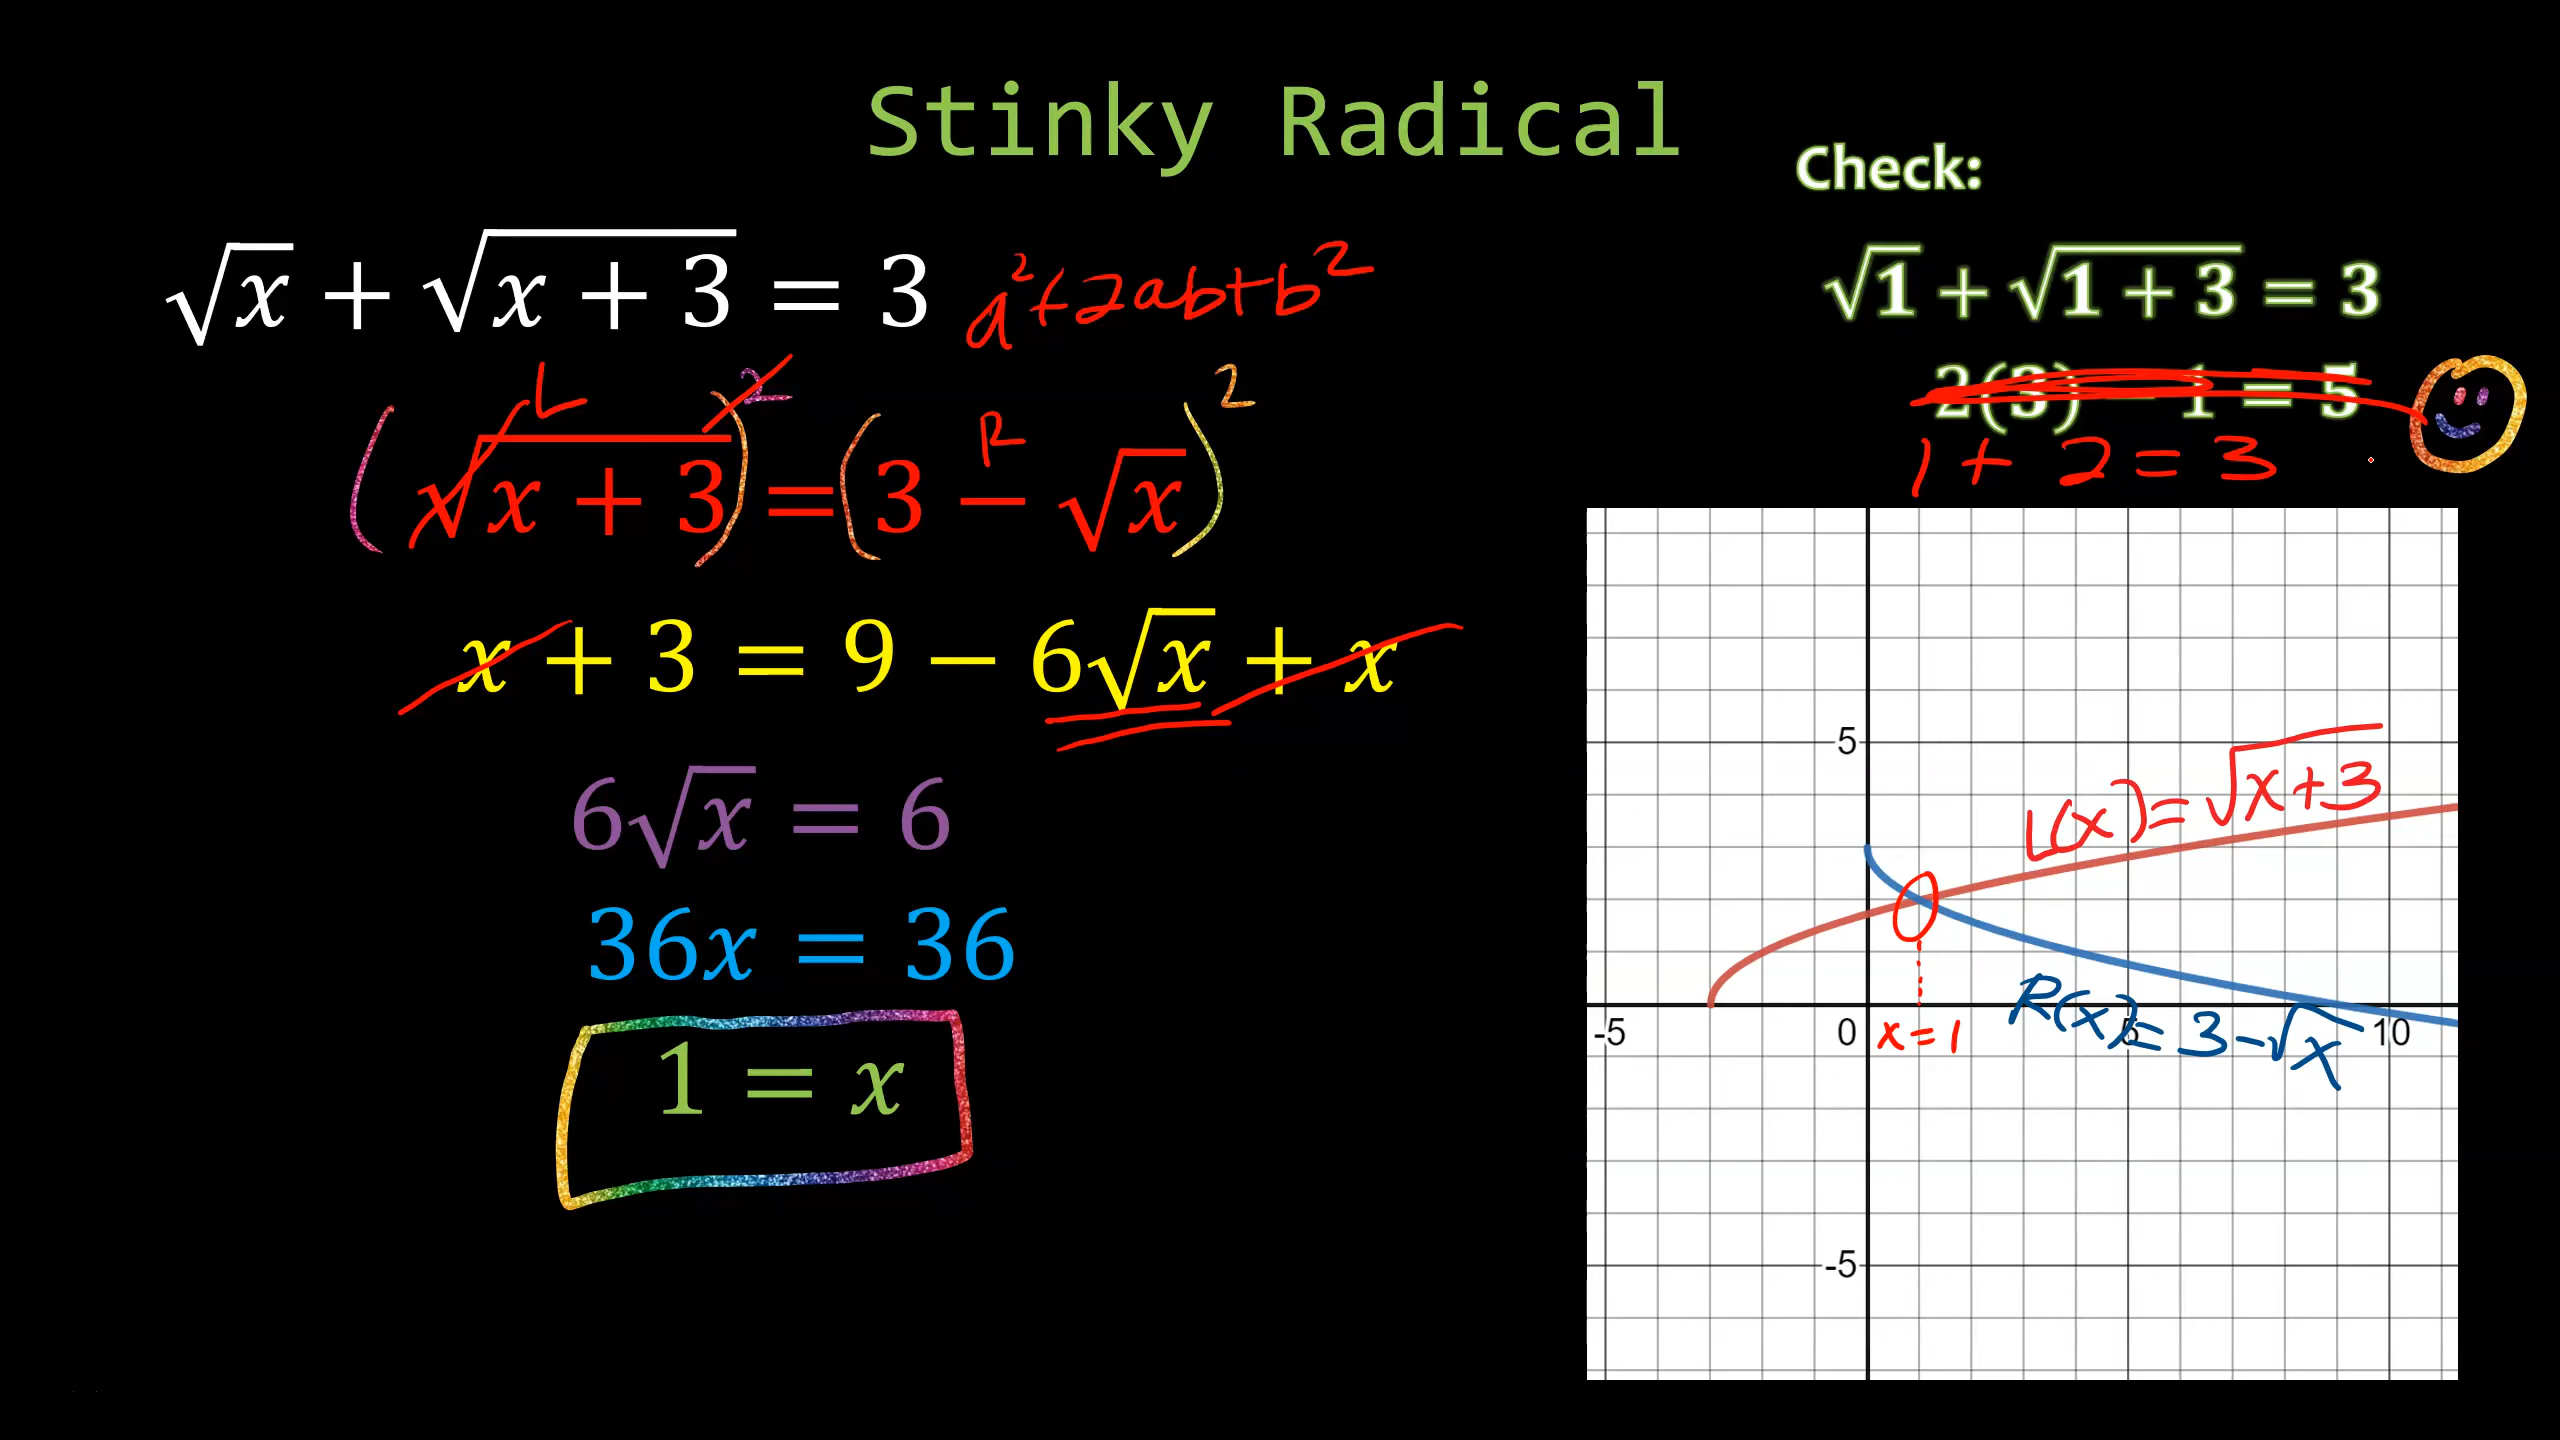 Stinky Radical
√x + √(x + 3) = 3
a² + 2ab + b²
L
R
(√(x + 3))² = (3 − √x)²
x + 3 = 9 − 6√x + x
6√x = 6
36x = 36
1 = x
Check:
√1 + √(1 + 3) = 3
2(3) − 1 = 5
1 + 2 = 3
5
L(x) = √(x+3)
-5
0
5
10
x = 1
R(x) = 3 - √x
-5